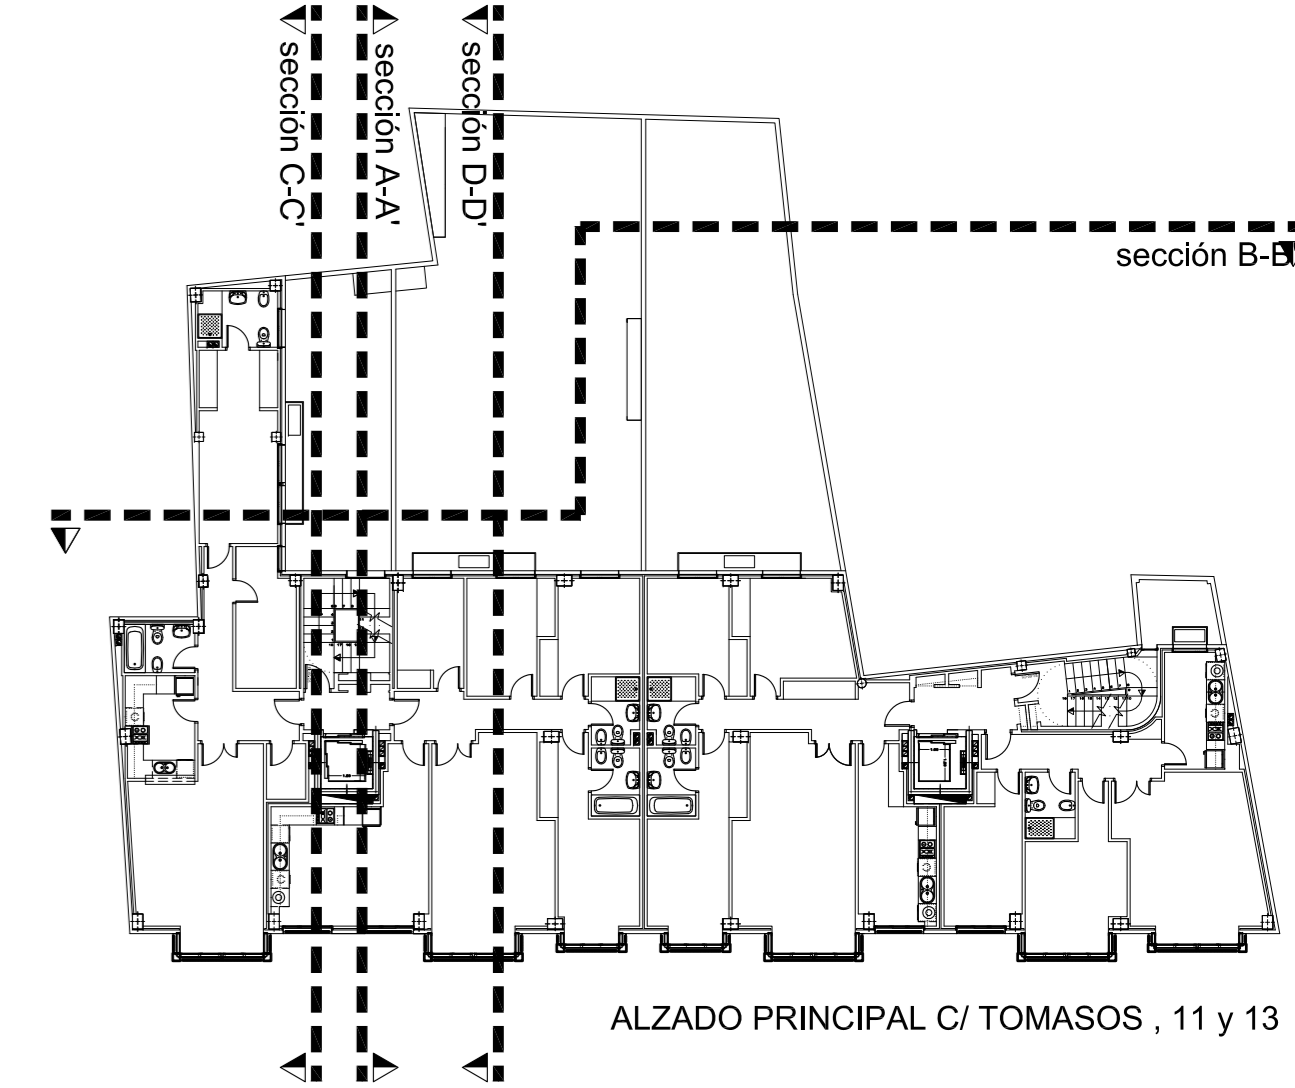 sección C-C'
sección A-A'
sección D-D'
sección B-B'
ALZADO PRINCIPAL C/ TOMASOS , 11 y 13